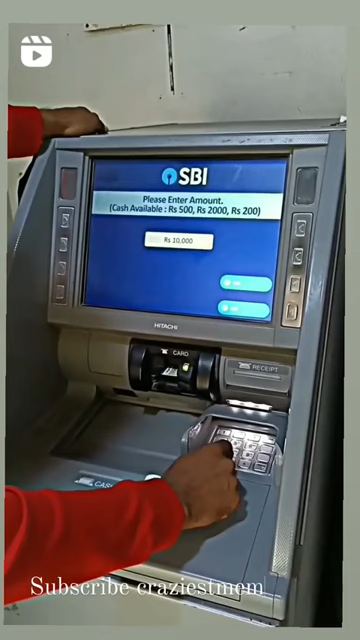 SBI
Please Enter Amount.
(Cash Available : Rs 500, Rs 2000, Rs 200)
Rs 10,000
HITACHI
CARD
RECEIPT
CASH
Subscribe craziestmem